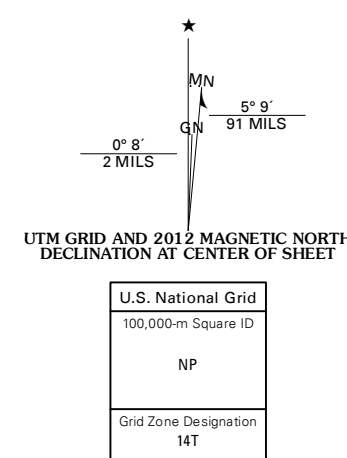 ★
MN
GN
5° 9´
91 MILS
0° 8´
2 MILS
UTM GRID AND 2012 MAGNETIC NORTH
DECLINATION AT CENTER OF SHEET
U.S. National Grid
100,000-m Square ID
NP
Grid Zone Designation
14T